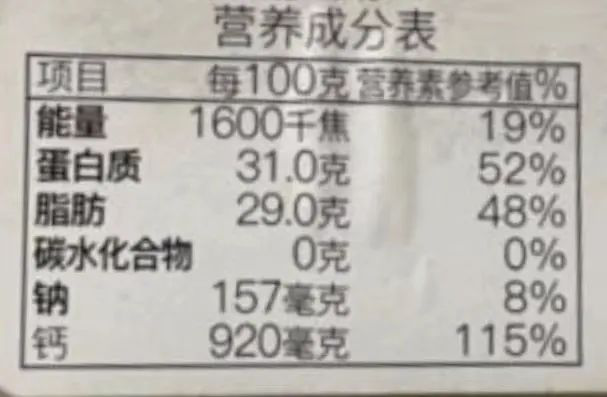 营养成分表
项目 每100克 营养素参考值%
能量 1600千焦 19%
蛋白质 31.0克 52%
脂肪 29.0克 48%
碳水化合物 0克 0%
钠 157毫克 8%
钙 920毫克 115%